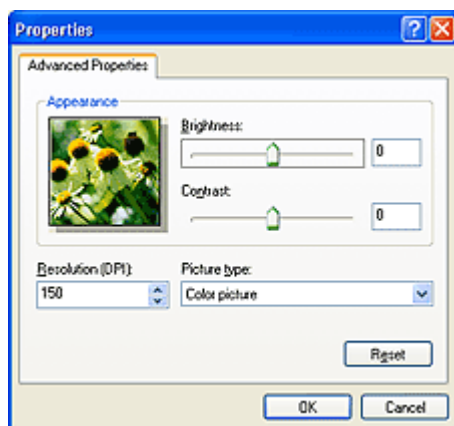 Properties
Advanced Properties
Appearance
Brightness:
0
Contrast:
0
Resolution (DPI):
150
Picture type:
Color picture
Reset
OK
Cancel